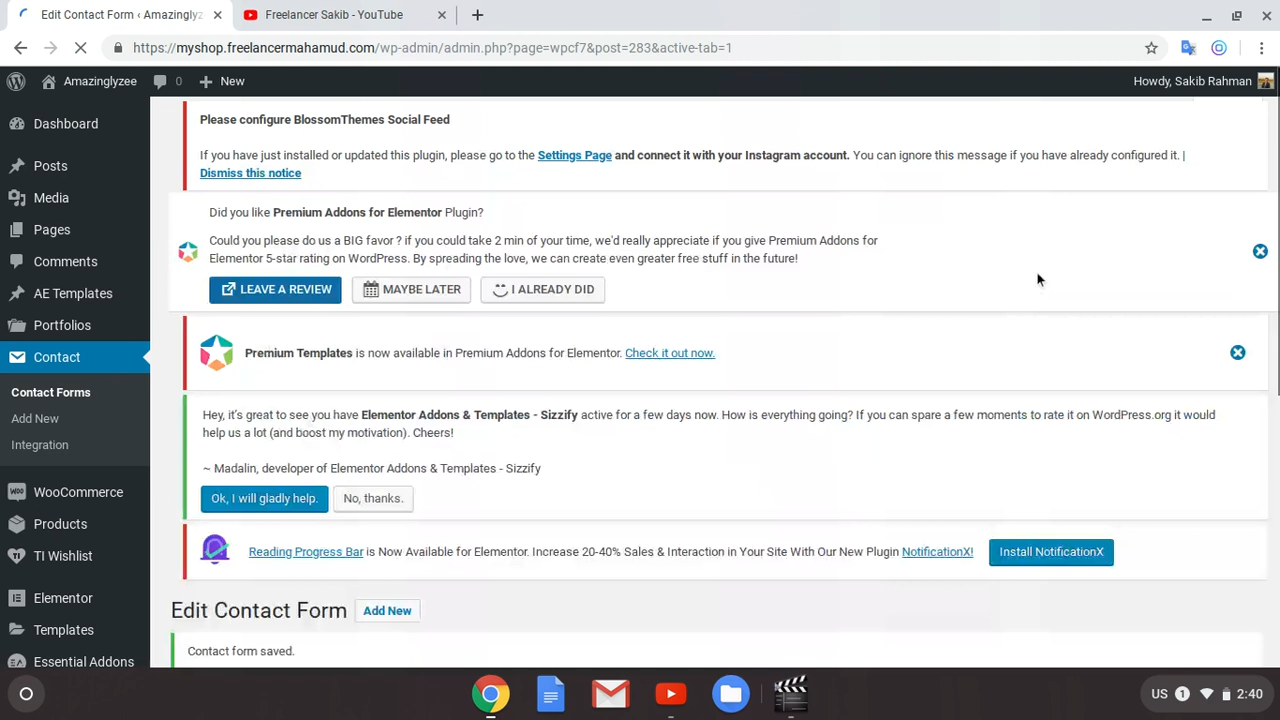 Edit Contact Form ‹ Amazinglyz
Freelancer Sakib - YouTube
https://myshop.freelancermahamud.com/wp-admin/admin.php?page=wpcf7&post=283&active-tab=1
Amazinglyzee
0
New
Howdy, Sakib Rahman
Dashboard
Posts
Media
Pages
Comments
AE Templates
Portfolios
Contact
Contact Forms
Add New
Integration
WooCommerce
Products
TI Wishlist
Elementor
Templates
Essential Addons
Please configure BlossomThemes Social Feed
If you have just installed or updated this plugin, please go to the Settings Page and connect it with your Instagram account. You can ignore this message if you have already configured it. |
Dismiss this notice
Did you like Premium Addons for Elementor Plugin?
Could you please do us a BIG favor ? if you could take 2 min of your time, we'd really appreciate if you give Premium Addons for
Elementor 5-star rating on WordPress. By spreading the love, we can create even greater free stuff in the future!
LEAVE A REVIEW
MAYBE LATER
I ALREADY DID
Premium Templates is now available in Premium Addons for Elementor. Check it out now.
Hey, it's great to see you have Elementor Addons & Templates - Sizzify active for a few days now. How is everything going? If you can spare a few moments to rate it on WordPress.org it would
help us a lot (and boost my motivation). Cheers!
~ Madalin, developer of Elementor Addons & Templates - Sizzify
Ok, I will gladly help.
No, thanks.
Reading Progress Bar is Now Available for Elementor. Increase 20-40% Sales & Interaction in Your Site With Our New Plugin NotificationX!
Install NotificationX
Edit Contact Form
Add New
Contact form saved.
US
1
2:40